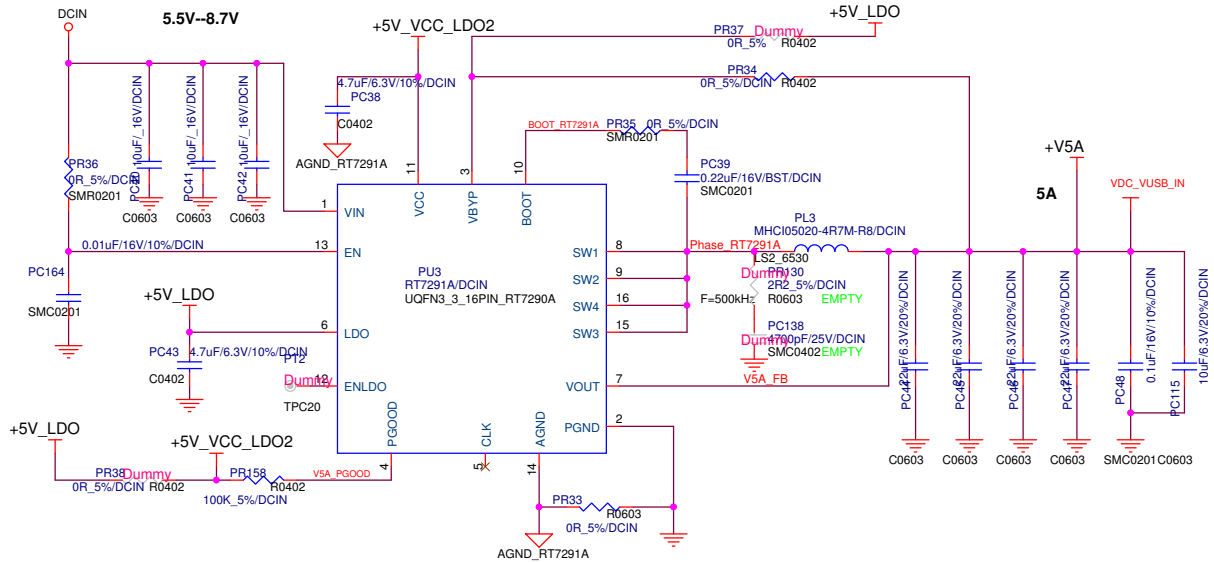 DCIN
5.5V--8.7V
+5V_VCC_LDO2
PR37
Dummy
0R_5%
R0402
+5V_LDO
PR34
0R_5%/DCIN
R0402
4.7uF/6.3V/10%/DCIN
PC38
C0402
AGND_RT7291A
PC40
10uF/_16V/DCIN
C0603
PC41
10uF/_16V/DCIN
C0603
PC42
10uF/_16V/DCIN
C0603
PR36
0R_5%/DCIN
SMR0201
BOOT_RT7291A
PR35
0R_5%/DCIN
SMR0201
PC39
0.22uF/16V/BST/DCIN
SMC0201
+V5A
VDC_VUSB_IN
5A
11
3
10
VCC
VBYP
BOOT
1
VIN
13
EN
0.01uF/16V/10%/DCIN
PC164
SMC0201
PU3
RT7291A/DCIN
UQFN3_3_16PIN_RT7290A
SW1
8
SW2
9
SW4
16
SW3
15
Phase_RT7291A
PL3
MHCI05020-4R7M-R8/DCIN
LS2_6530
Dummy
PR130
2R2_5%/DCIN
R0603
EMPTY
F=500kHz
PC138
4700pF/25V/DCIN
Dummy
SMC0402
EMPTY
+5V_LDO
6
LDO
PC43
4.7uF/6.3V/10%/DCIN
C0402
PT2
Dummy
12
ENLDO
TPC20
VOUT
7
V5A_FB
PGND
2
PGOOD
CLK
AGND
4
5
14
+5V_LDO
+5V_VCC_LDO2
PR38
Dummy
0R_5%/DCIN
R0402
PR158
100K_5%/DCIN
R0402
V5A_PGOOD
PR33
R0603
0R_5%/DCIN
AGND_RT7291A
PC44
22uF/6.3V/20%/DCIN
C0603
PC45
22uF/6.3V/20%/DCIN
C0603
PC46
22uF/6.3V/20%/DCIN
C0603
PC47
22uF/6.3V/20%/DCIN
C0603
PC48
0.1uF/16V/10%/DCIN
SMC0201
PC115
10uF/6.3V/20%/DCIN
C0603